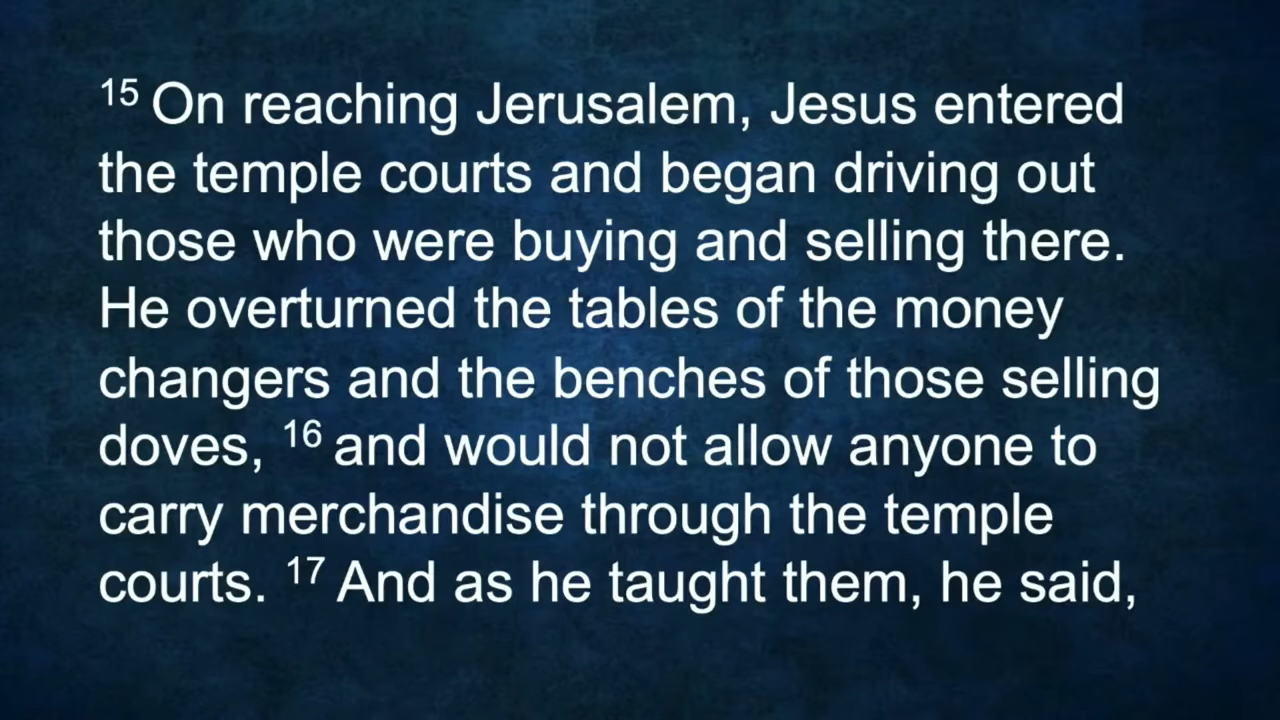 15 On reaching Jerusalem, Jesus entered
the temple courts and began driving out
those who were buying and selling there.
He overturned the tables of the money
changers and the benches of those selling
doves, 16 and would not allow anyone to
carry merchandise through the temple
courts. 17 And as he taught them, he said,